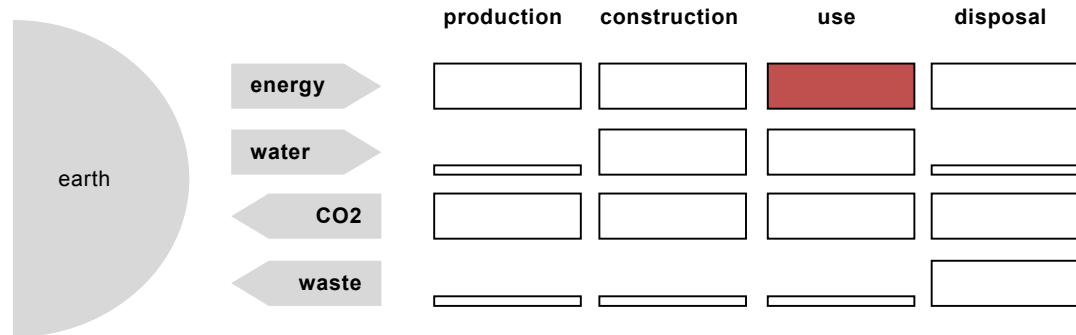 production construction use disposal
energy
water
earth
CO2
waste